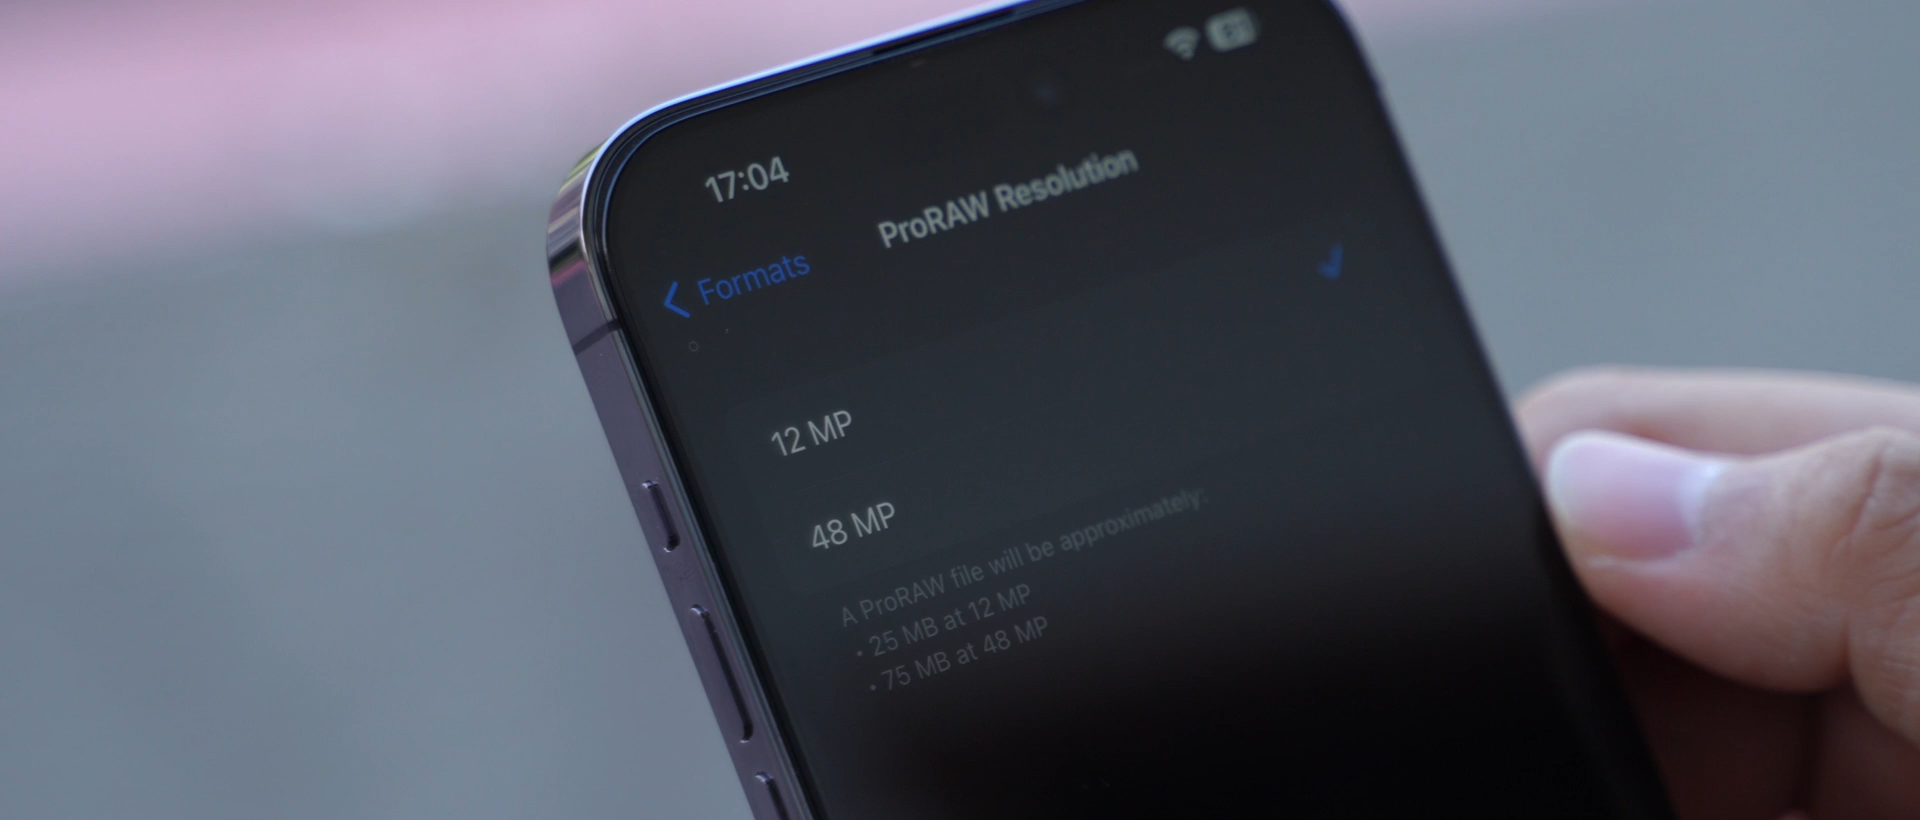 17:04
Formats
ProRAW Resolution
12 MP
48 MP
A ProRAW file will be approximately:
• 25 MB at 12 MP
• 75 MB at 48 MP